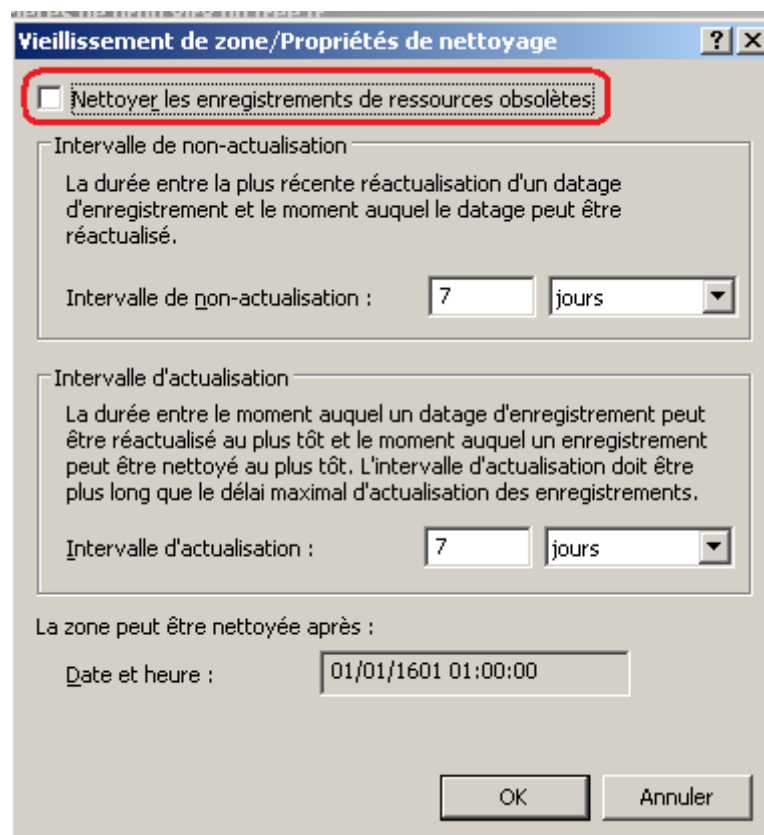 Vieillissement de zone/Propriétés de nettoyage
Nettoyer les enregistrements de ressources obsolètes
Intervalle de non-actualisation
La durée entre la plus récente réactualisation d'un datage
d'enregistrement et le moment auquel le datage peut être
réactualisé.
Intervalle de non-actualisation : 7 jours
Intervalle d'actualisation
La durée entre le moment auquel un datage d'enregistrement peut
être réactualisé au plus tôt et le moment auquel un enregistrement
peut être nettoyé au plus tôt. L'intervalle d'actualisation doit être
plus long que le délai maximal d'actualisation des enregistrements.
Intervalle d'actualisation : 7 jours
La zone peut être nettoyée après :
Date et heure : 01/01/1601 01:00:00
OK Annuler